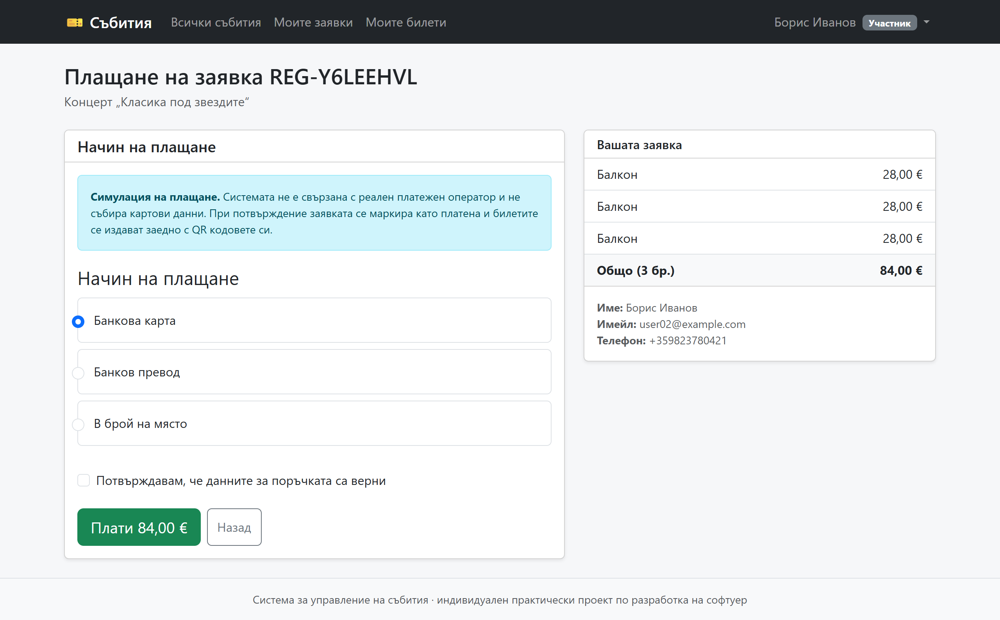 Събития
Всички събития
Моите заявки
Моите билети
Борис Иванов
Участник
Плащане на заявка REG-Y6LEEHVL
Концерт „Класика под звездите“
Начин на плащане
Симулация на плащане. Системата не е свързана с реален платежен оператор и не
събира картови данни. При потвърждение заявката се маркира като платена и билетите
се издават заедно с QR кодовете си.
Начин на плащане
Банкова карта
Банков превод
В брой на място
Потвърждавам, че данните за поръчката са верни
Плати 84,00 €
Назад
Вашата заявка
Балкон 28,00 €
Балкон 28,00 €
Балкон 28,00 €
Общо (3 бр.) 84,00 €
Име: Борис Иванов
Имейл: user02@example.com
Телефон: +359823780421
Система за управление на събития · индивидуален практически проект по разработка на софтуер